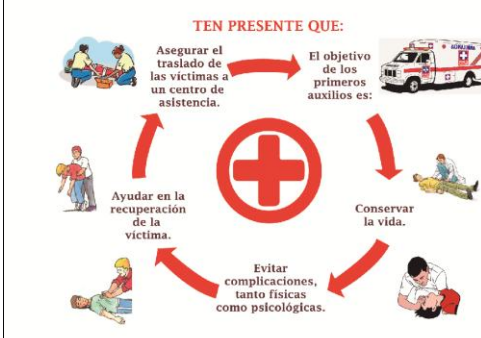 TEN PRESENTE QUE:
Asegurar el
traslado de
las víctimas a
un centro de
asistencia.
El objetivo
de los
primeros
auxilios es:
Conservar
la vida.
Evitar
complicaciones,
tanto físicas
como psicológicas.
Ayudar en la
recuperación
de la
víctima.